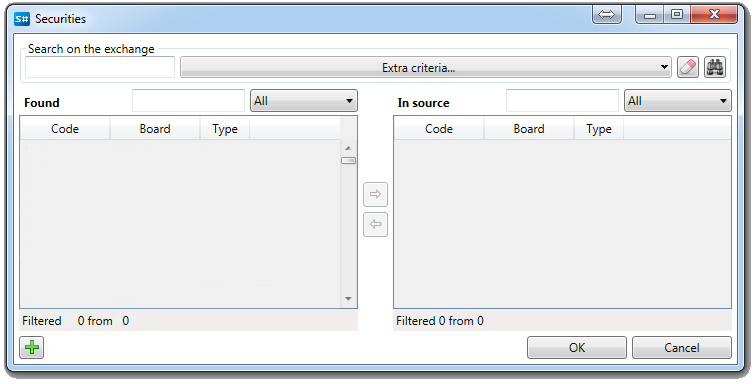 S# Securities
Search on the exchange
Extra criteria...
Found All
In source All
Code Board Type
Code Board Type
Filtered 0 from 0
Filtered 0 from 0
OK Cancel